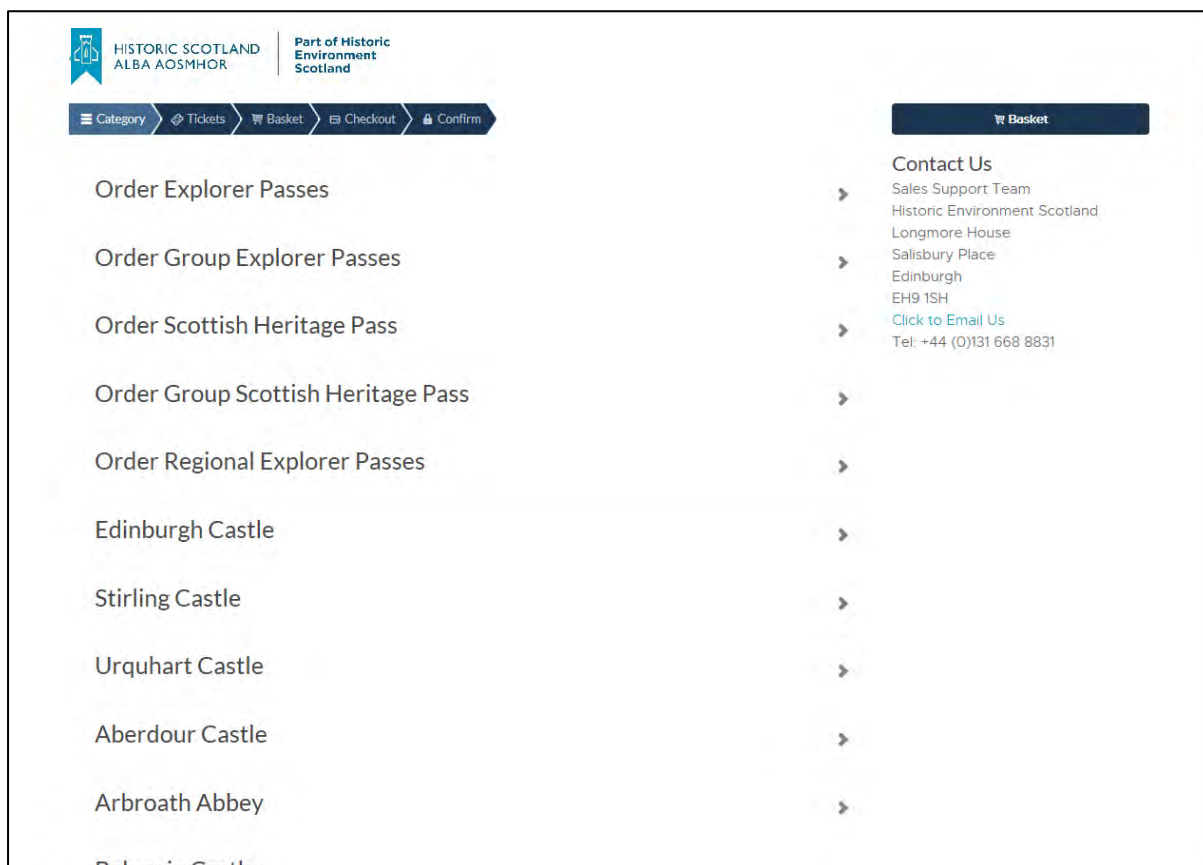 HISTORIC SCOTLAND
ALBA AOSMHOR
Part of Historic
Environment
Scotland
Category
Tickets
Basket
Checkout
Confirm
Order Explorer Passes
Order Group Explorer Passes
Order Scottish Heritage Pass
Order Group Scottish Heritage Pass
Order Regional Explorer Passes
Edinburgh Castle
Stirling Castle
Urquhart Castle
Aberdour Castle
Arbroath Abbey
Basket
Contact Us
Sales Support Team
Historic Environment Scotland
Longmore House
Salisbury Place
Edinburgh
EH9 1SH
Click to Email Us
Tel: +44 (0)131 668 8831